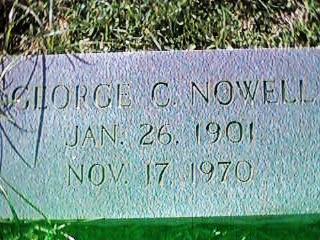 GEORGE C. NOWELL
JAN. 26. 1901
NOV. 17. 1970